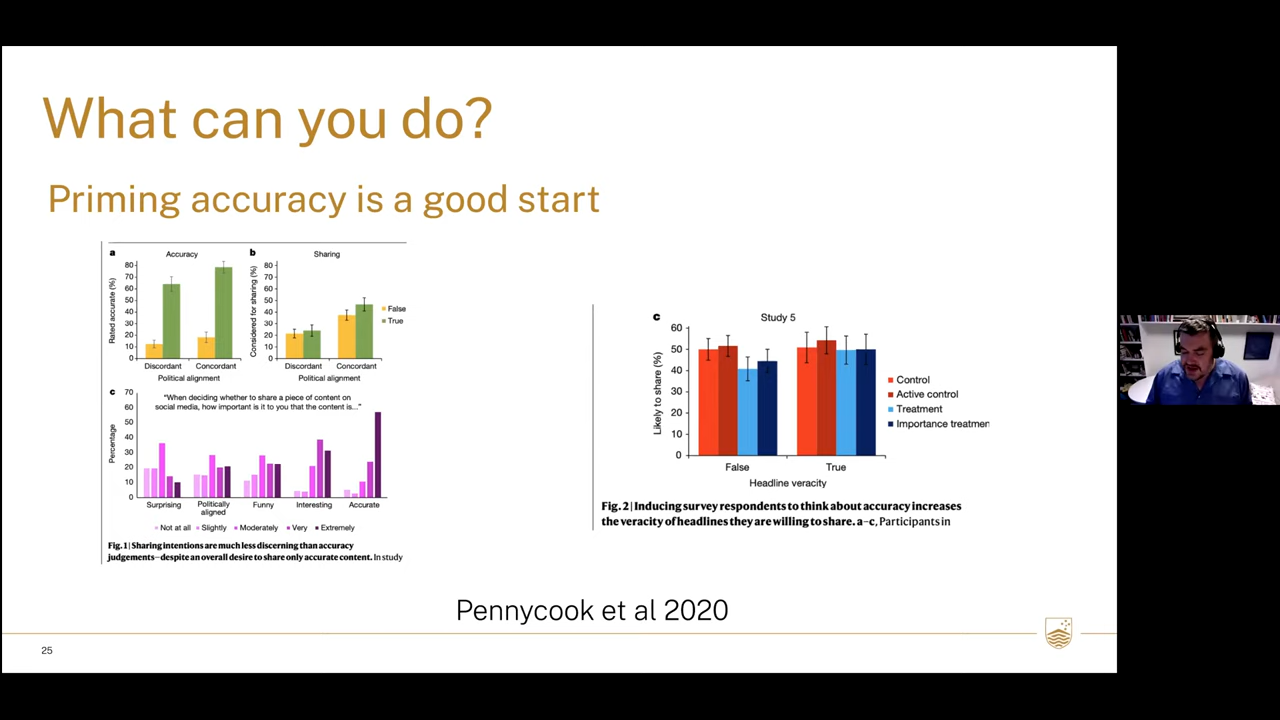 What can you do?
Priming accuracy is a good start
a
Accuracy
Rated accurate (%)
80
70
60
50
40
30
20
10
0
Discordant Concordant
Political alignment
b
Sharing
Considered for sharing (%)
80
70
60
50
40
30
20
10
0
Discordant Concordant
Political alignment
False
True
c
"When deciding whether to share a piece of content on
social media, how important is it to you that the content is..."
Percentage
70
60
50
40
30
20
10
0
Surprising Politically aligned Funny Interesting Accurate
Not at all Slightly Moderately Very Extremely
Fig. 1 | Sharing intentions are much less discerning than accuracy
judgements—despite an overall desire to share only accurate content. In study
c
Study 5
Likely to share (%)
60
50
40
30
20
10
0
False True
Headline veracity
Control
Active control
Treatment
Importance treatmen
Fig. 2 | Inducing survey respondents to think about accuracy increases
the veracity of headlines they are willing to share. a–c, Participants in
Pennycook et al 2020
25